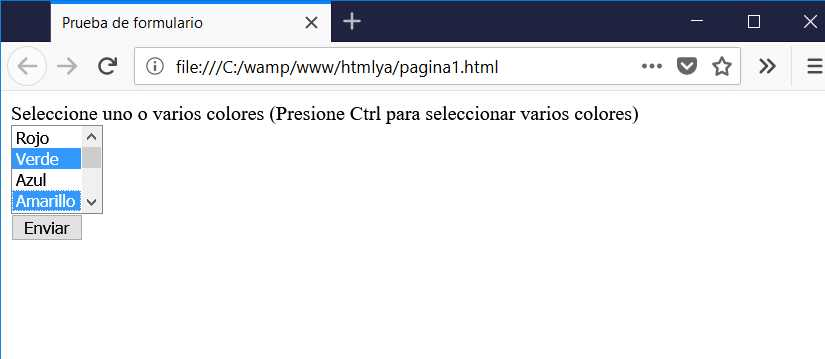 Prueba de formulario
file:///C:/wamp/www/htmlya/pagina1.html
Seleccione uno o varios colores (Presione Ctrl para seleccionar varios colores)
Rojo
Verde
Azul
Amarillo
Enviar